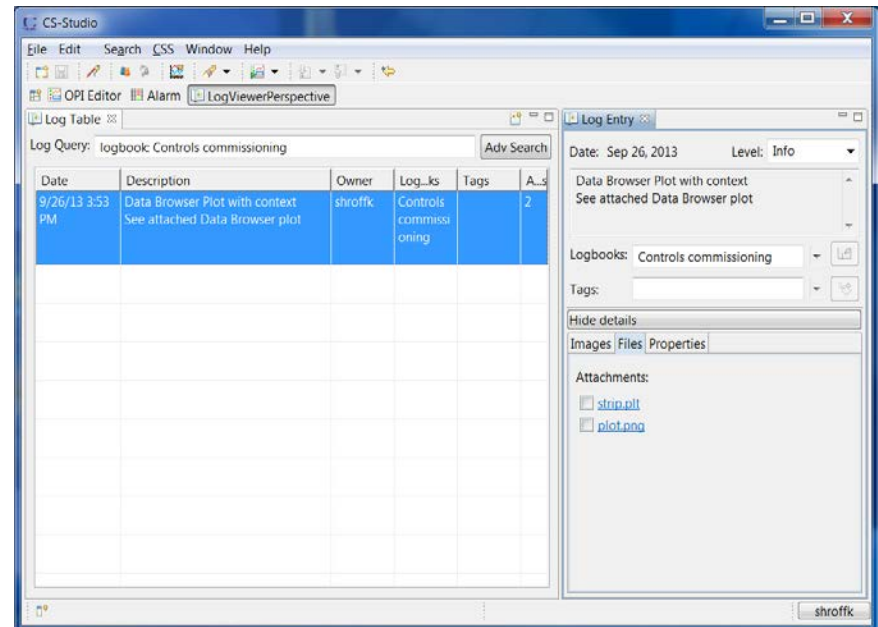 CS-Studio
File Edit Search CSS Window Help
OPI Editor Alarm LogViewerPerspective
Log Table
Log Query: logbook: Controls commissioning Adv Search
Date Description Owner Log...ks Tags A...s
9/26/13 3:53 Data Browser Plot with context shroffk Controls 2
PM See attached Data Browser plot commissi
oning
Log Entry
Date: Sep 26, 2013 Level: Info
Data Browser Plot with context
See attached Data Browser plot
Logbooks: Controls commissioning
Tags:
Hide details
Images Files Properties
Attachments:
strip.plt
plot.png
shroffk